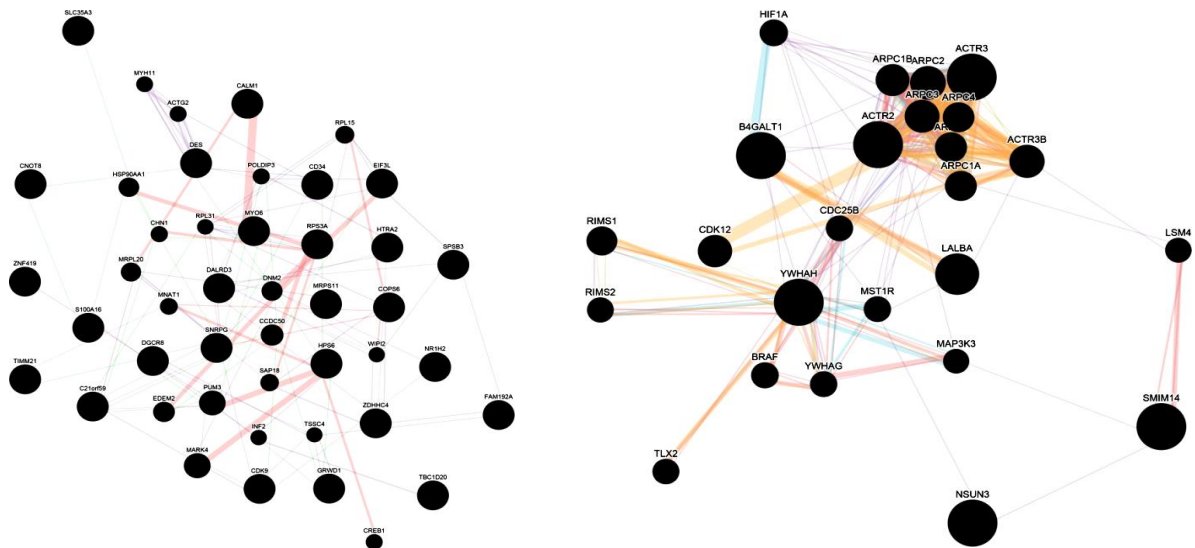 SLC35A3
MYH11
ACTG2
CALM1
RPL15
DES
CNOT8
HSP90AA1
POLDIP3
CD34
EIF3L
CHN1
RPL31
MYO6
RPS3A
HTRA2
SPSB3
ZNF419
MRPL20
DALRD3
DNM2
MRPS11
COPS6
S100A16
MNAT1
SNRPG
CCDC50
TIMM21
DGCR8
HPS6
WIPI2
NR1H2
C21orf59
EDEM2
PUM3
SAP18
ZDHHC4
FAM192A
INF2
TSSC4
MARK4
CDK9
GRWD1
TBC1D20
CREB1
HIF1A
ARPC1B
ARPC2
ACTR3
ARPC3
ARPC4
B4GALT1
ACTR2
AR
ACTR3B
ARPC1A
RIMS1
CDK12
CDC25B
LSM4
LALBA
YWHAH
RIMS2
MST1R
MAP3K3
BRAF
YWHAG
SMIM14
TLX2
NSUN3